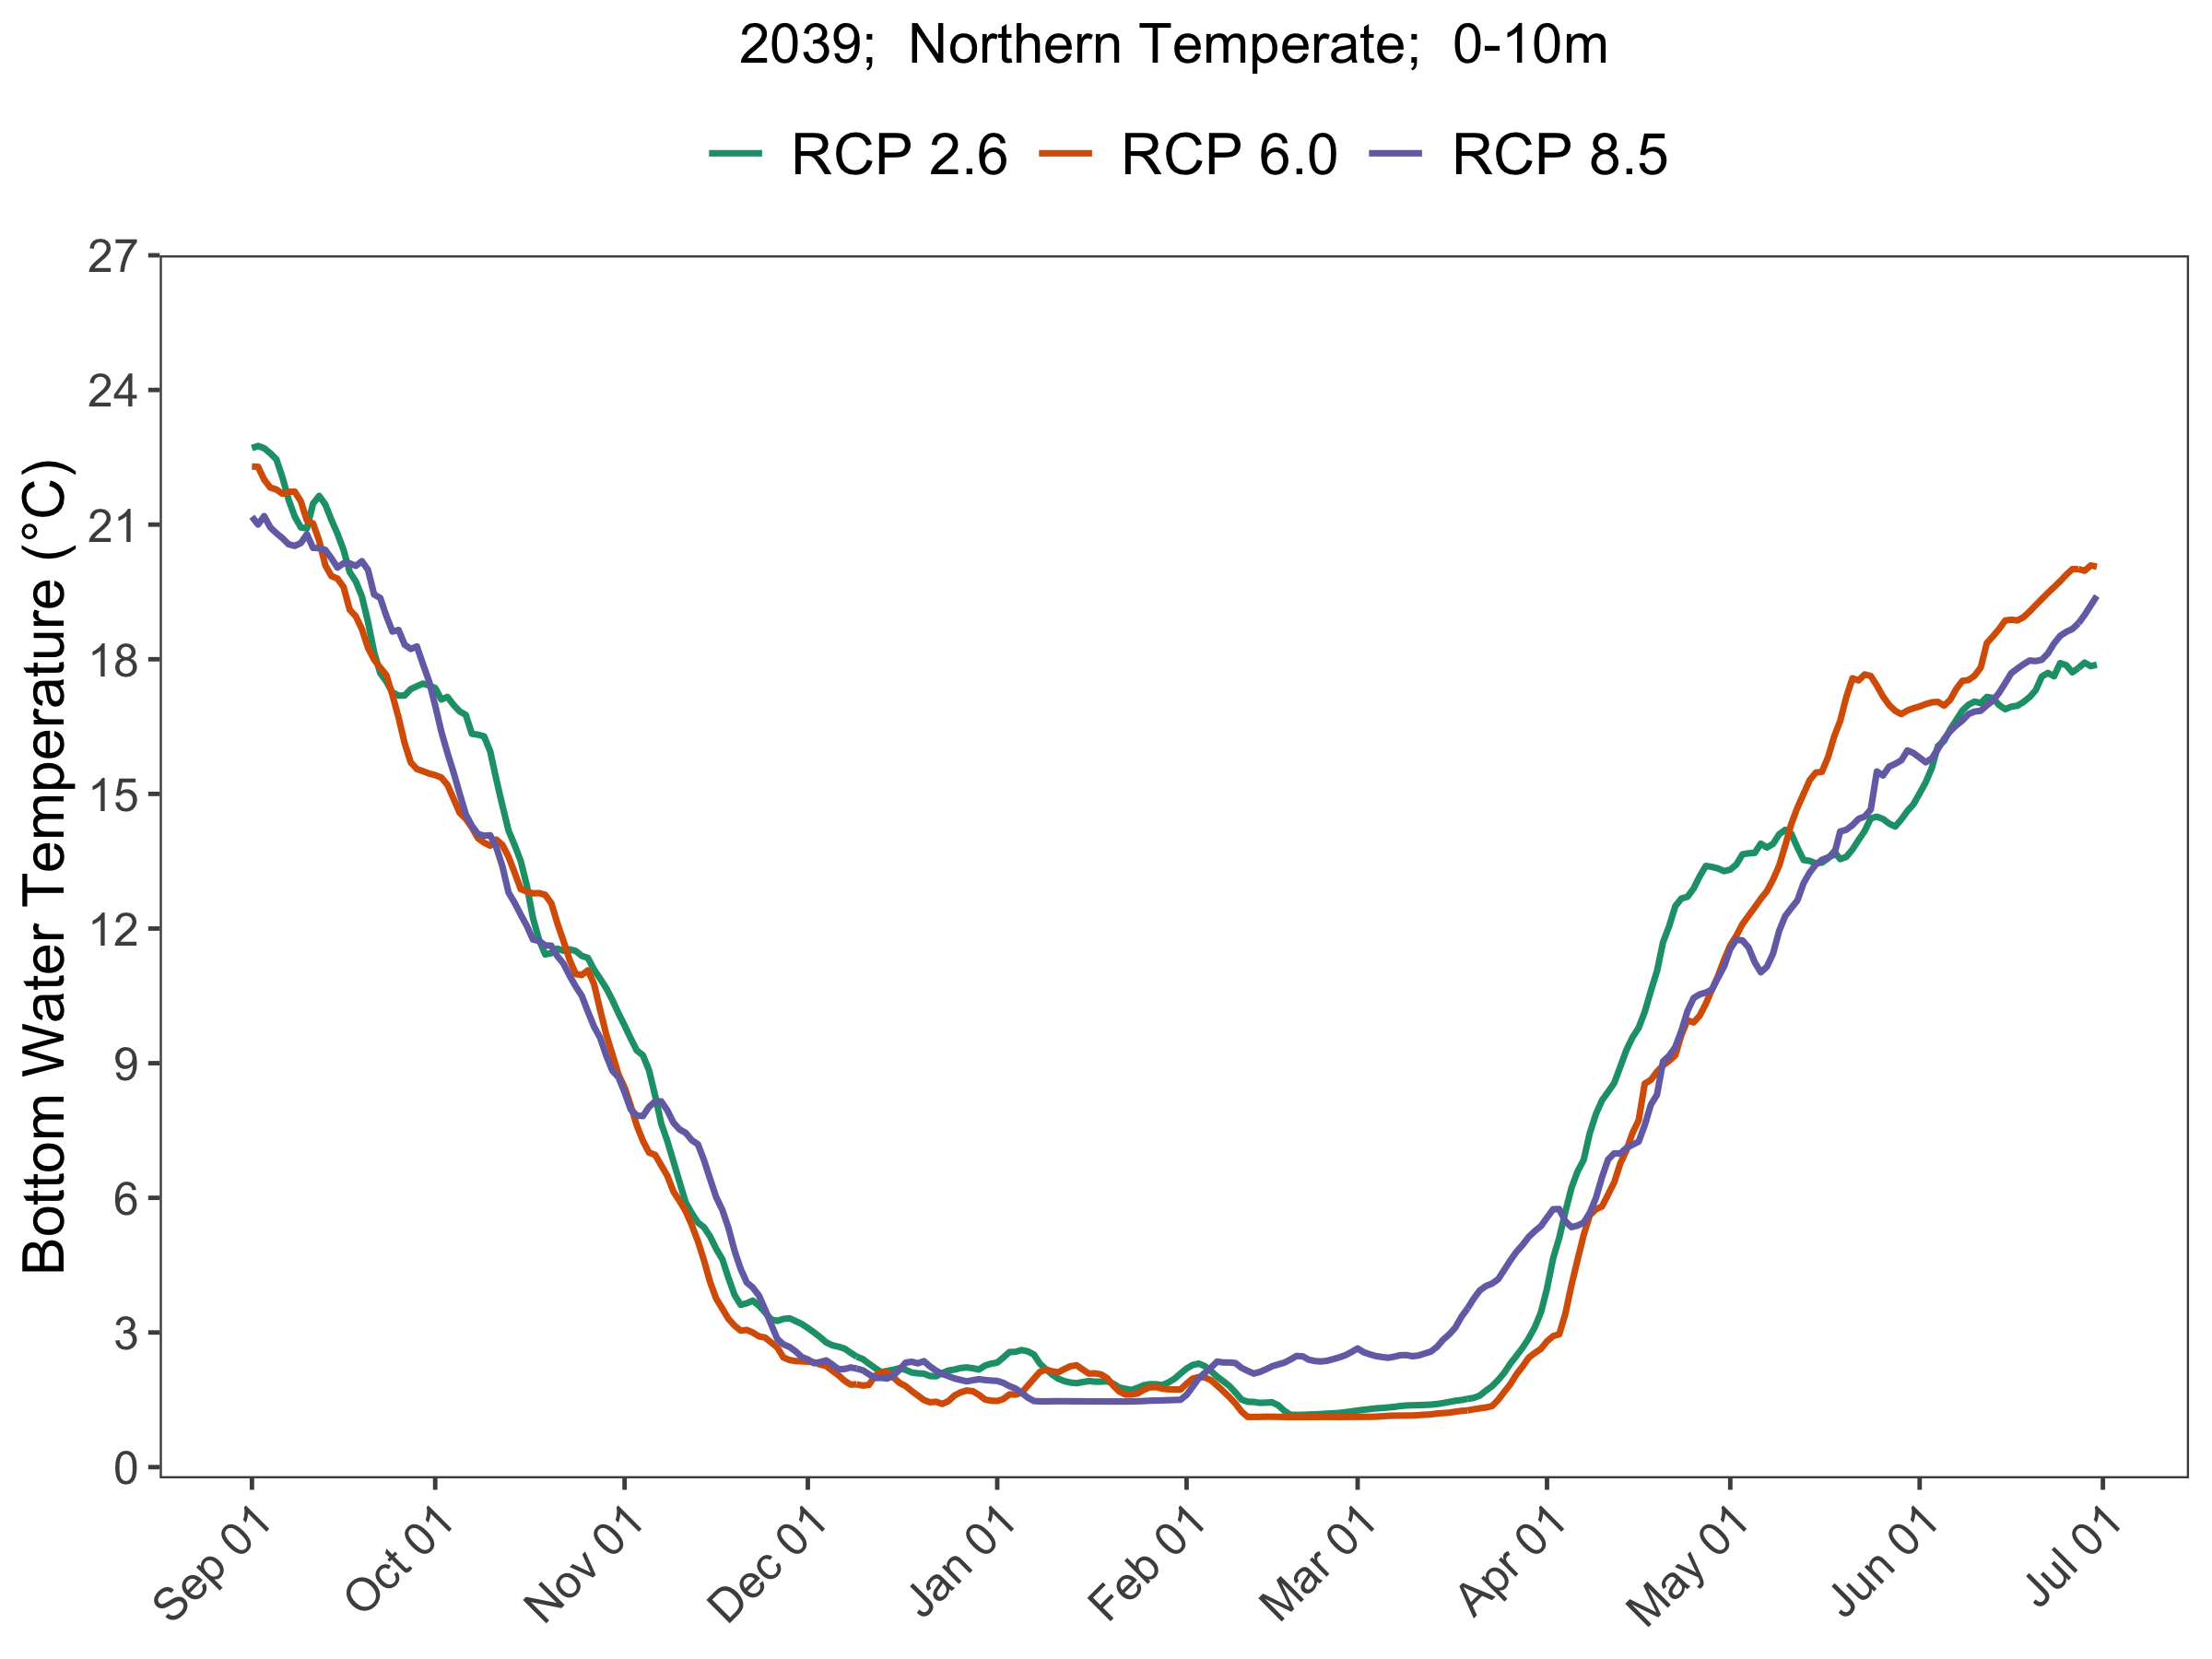 2039;  Northern Temperate;  0-10m
RCP 2.6 RCP 6.0 RCP 8.5
Bottom Water Temperature (°C)
27
24
21
18
15
12
9
6
3
0
Sep 01 Oct 01 Nov 01 Dec 01 Jan 01 Feb 01 Mar 01 Apr 01 May 01 Jun 01 Jul 01